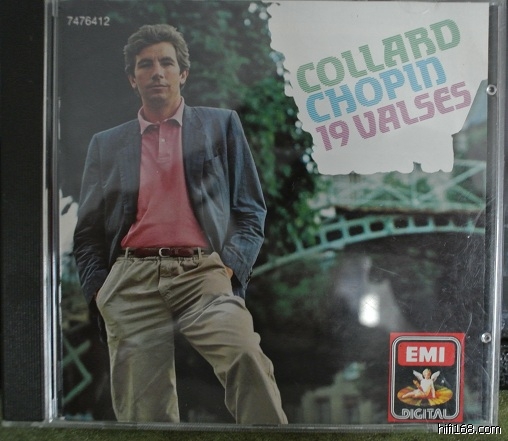 7476412
COLLARD
CHOPIN
19 VALSES
EMI
DIGITAL
hifi168.com